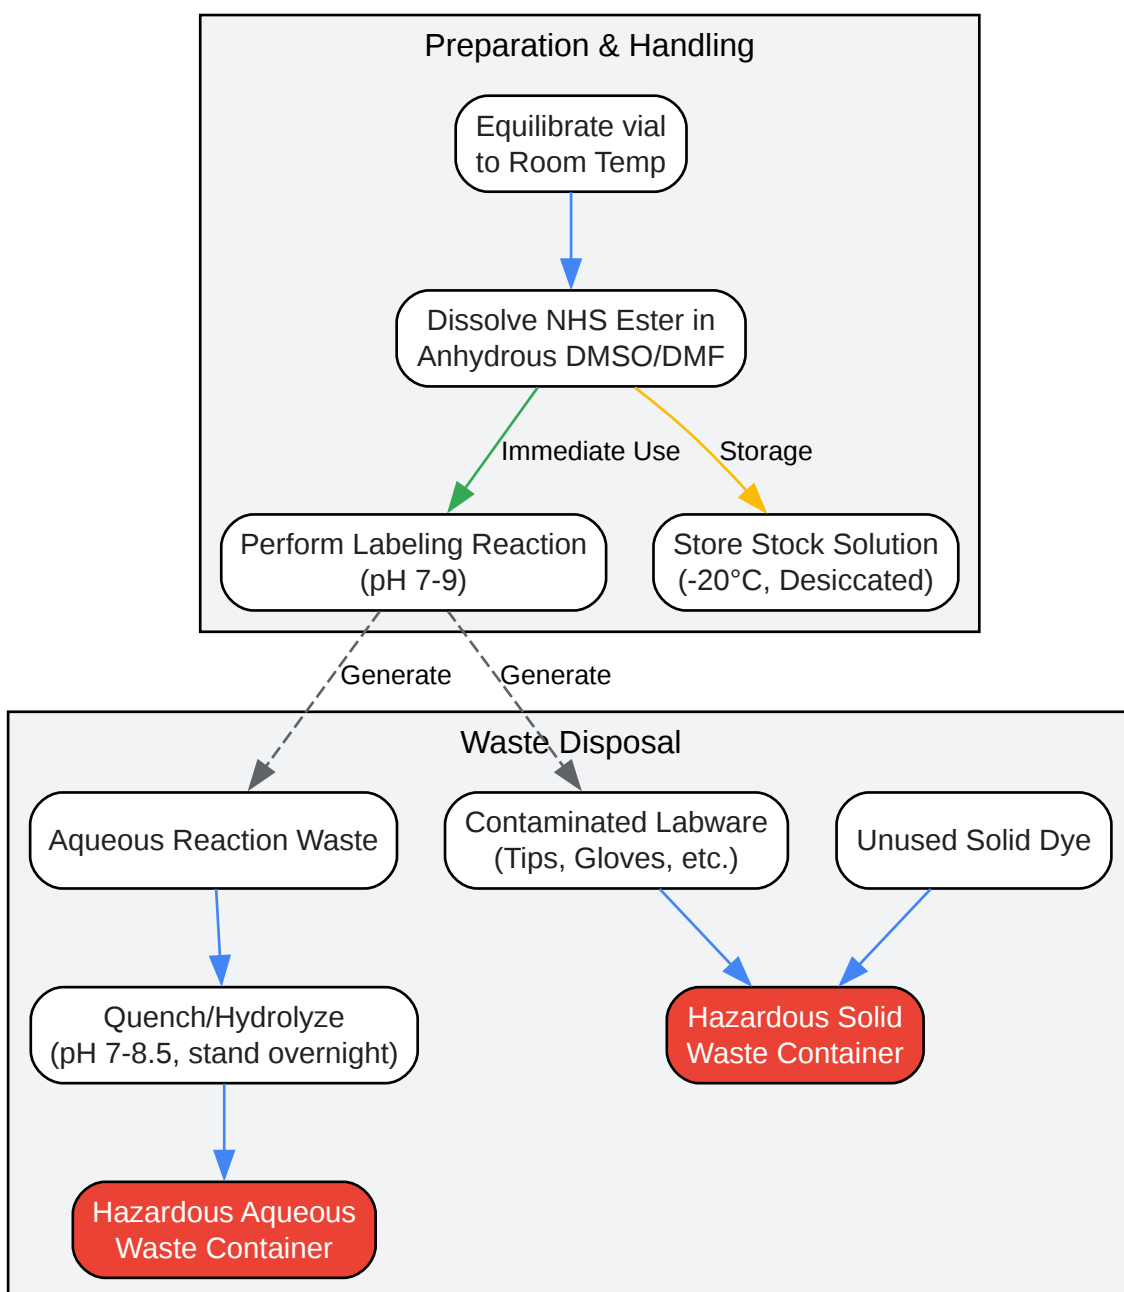 Preparation & Handling
Equilibrate vial
to Room Temp
Dissolve NHS Ester in
Anhydrous DMSO/DMF
Immediate Use
Storage
Perform Labeling Reaction
(pH 7-9)
Store Stock Solution
(-20°C, Desiccated)
Generate
Generate
Waste Disposal
Aqueous Reaction Waste
Contaminated Labware
(Tips, Gloves, etc.)
Unused Solid Dye
Quench/Hydrolyze
(pH 7-8.5, stand overnight)
Hazardous Solid
Waste Container
Hazardous Aqueous
Waste Container